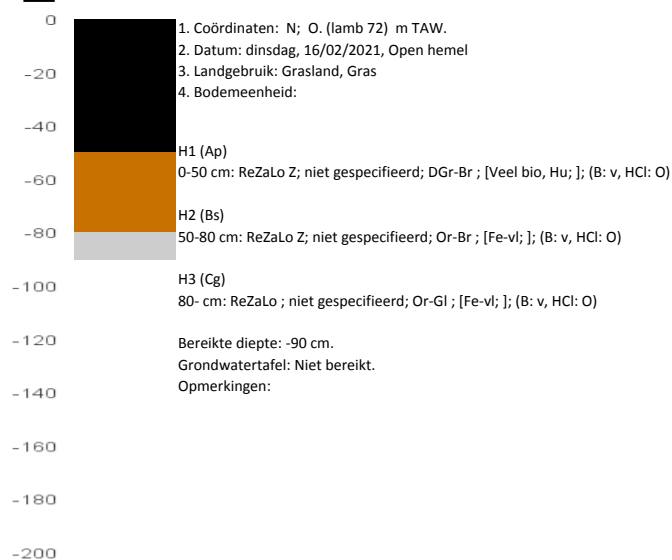 0
-20
-40
-60
-80
-100
-120
-140
-160
-180
-200
1. Coördinaten:  N;  O. (lamb 72)  m TAW.
2. Datum: dinsdag, 16/02/2021, Open hemel
3. Landgebruik: Grasland, Gras
4. Bodemeenheid:
H1 (Ap)
0-50 cm: ReZaLo Z; niet gespecifieerd; DGr-Br ; [Veel bio, Hu; ]; (B: v, HCl: O)
H2 (Bs)
50-80 cm: ReZaLo Z; niet gespecifieerd; Or-Br ; [Fe-vl; ]; (B: v, HCl: O)
H3 (Cg)
80- cm: ReZaLo ; niet gespecifieerd; Or-Gl ; [Fe-vl; ]; (B: v, HCl: O)
Bereikte diepte: -90 cm.
Grondwatertafel: Niet bereikt.
Opmerkingen: